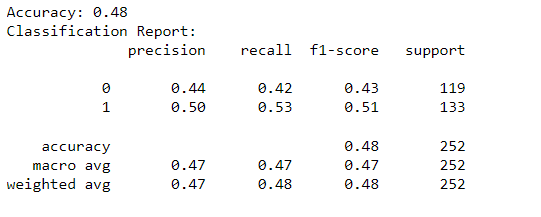 Accuracy: 0.48
Classification Report:
precision recall f1-score support
0 0.44 0.42 0.43 119
1 0.50 0.53 0.51 133
accuracy 0.48 252
macro avg 0.47 0.47 0.47 252
weighted avg 0.47 0.48 0.48 252